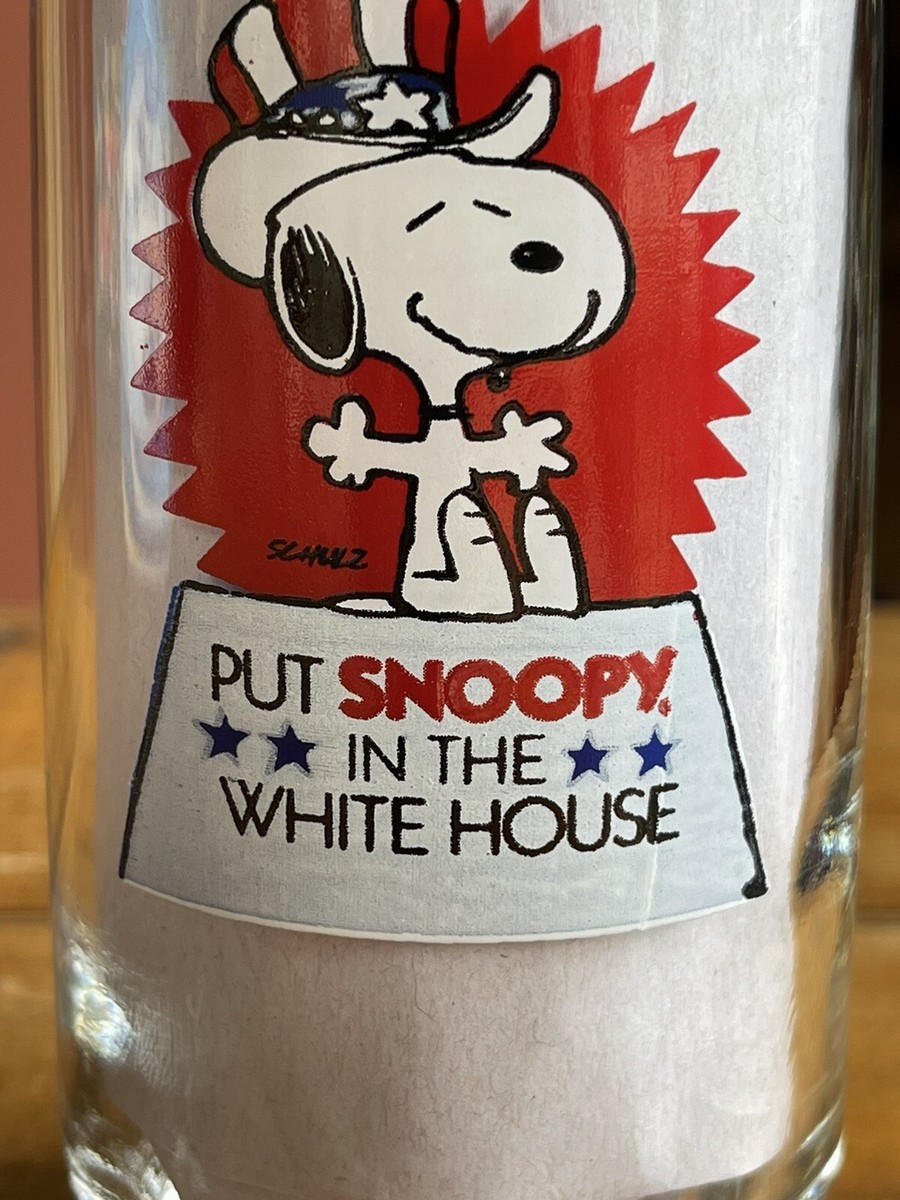 SCHULZ
PUT SNOOPY
IN THE
WHITE HOUSE